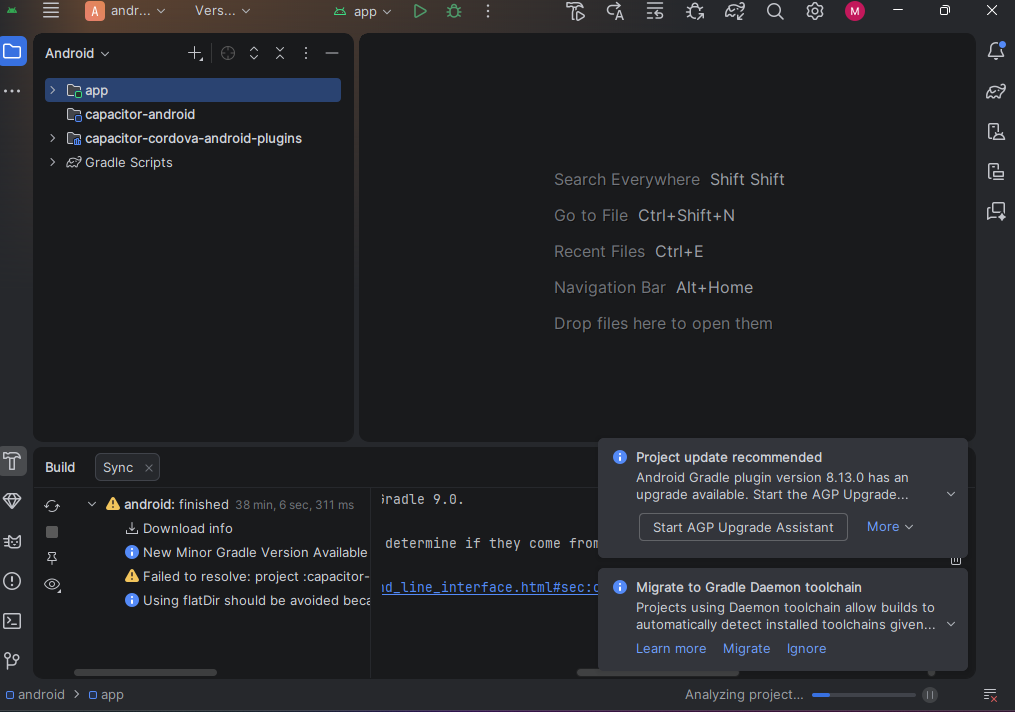 A andr... Vers... app M
Android
app
capacitor-android
capacitor-cordova-android-plugins
Gradle Scripts
Search Everywhere Shift Shift
Go to File Ctrl+Shift+N
Recent Files Ctrl+E
Navigation Bar Alt+Home
Drop files here to open them
Build Sync
android: finished 38 min, 6 sec, 311 ms
Download info
New Minor Gradle Version Available
Failed to resolve: project :capacitor-
Using flatDir should be avoided beca
Gradle 9.0.
determine if they come from
nd_line_interface.html#sec:c
Project update recommended
Android Gradle plugin version 8.13.0 has an
upgrade available. Start the AGP Upgrade...
Start AGP Upgrade Assistant More
Migrate to Gradle Daemon toolchain
Projects using Daemon toolchain allow builds to
automatically detect installed toolchains given...
Learn more Migrate Ignore
android > app Analyzing project...